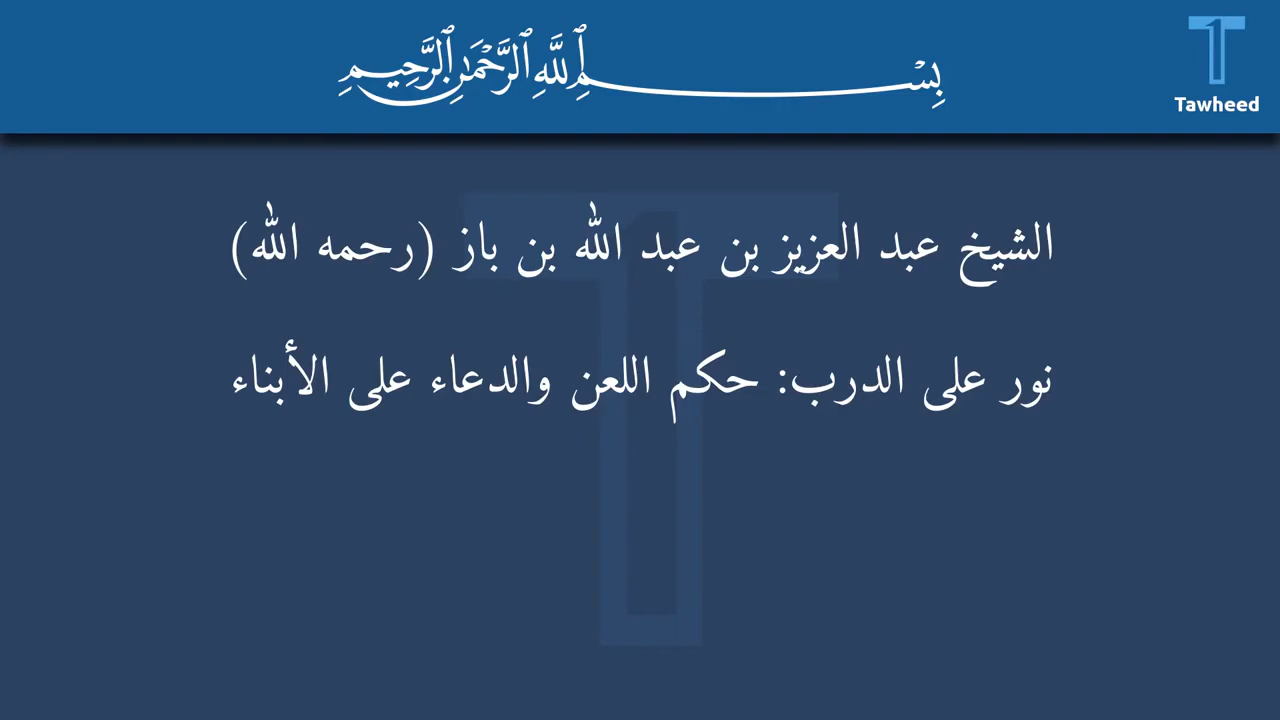 بِسْمِ ٱللَّهِ ٱلرَّحْمَٰنِ ٱلرَّحِيمِ
Tawheed
الشيخ عبد العزيز بن عبد الله بن باز (رحمه الله)
نور على الدرب: حكم اللعن والدعاء على الأبناء